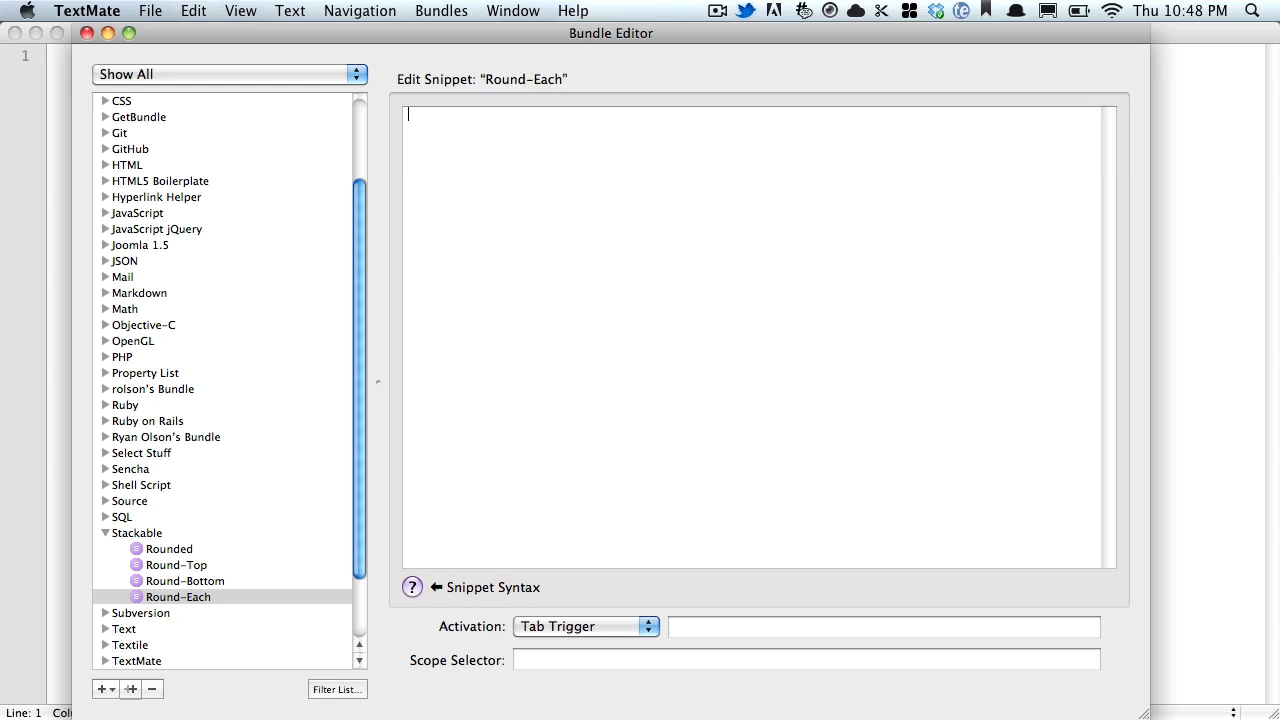 TextMate File Edit View Text Navigation Bundles Window Help Thu 10:48 PM
Bundle Editor
1
Show All
CSS
GetBundle
Git
GitHub
HTML
HTML5 Boilerplate
Hyperlink Helper
JavaScript
JavaScript jQuery
Joomla 1.5
JSON
Mail
Markdown
Math
Objective-C
OpenGL
PHP
Property List
rolson's Bundle
Ruby
Ruby on Rails
Ryan Olson's Bundle
Select Stuff
Sencha
Shell Script
Source
SQL
Stackable
Rounded
Round-Top
Round-Bottom
Round-Each
Subversion
Text
Textile
TextMate
Filter List...
Edit Snippet: “Round-Each”
? ← Snippet Syntax
Activation: Tab Trigger
Scope Selector:
Line: 1 Col